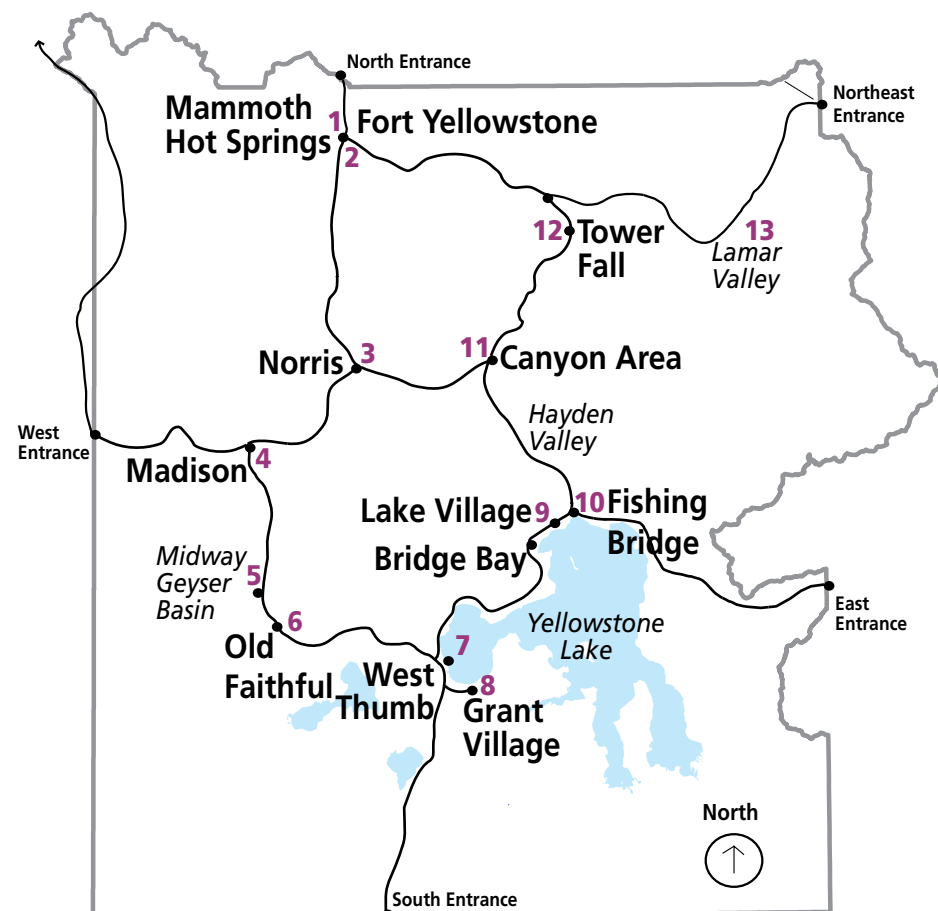 North Entrance
Mammoth
Hot Springs
1
Fort Yellowstone
2
Northeast
Entrance
12
Tower
Fall
13
Lamar
Valley
Norris
3
11
Canyon Area
Hayden
Valley
West
Entrance
Madison
4
Lake Village
9
10
Fishing
Bridge
Bridge Bay
Midway
Geyser
Basin
5
6
Old
Faithful
East
Entrance
Yellowstone
Lake
7
West
Thumb
8
Grant
Village
North
South Entrance